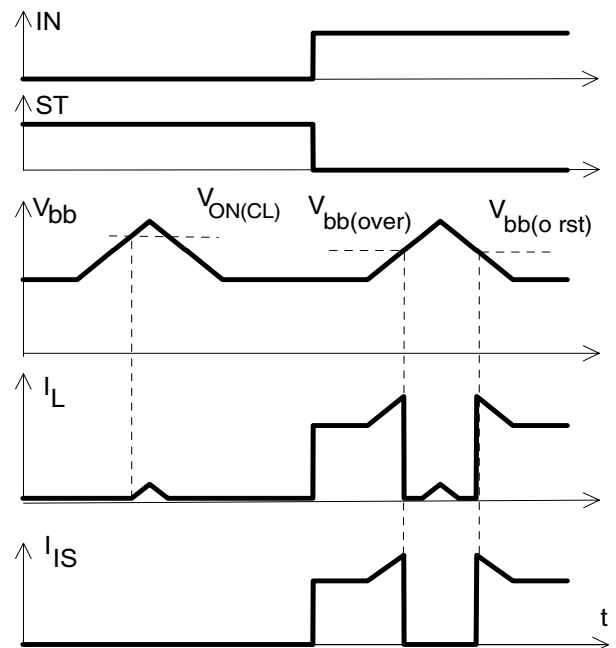 IN
ST
Vbb
VON(CL)
Vbb(over)
Vbb(o rst)
IL
IIS
t